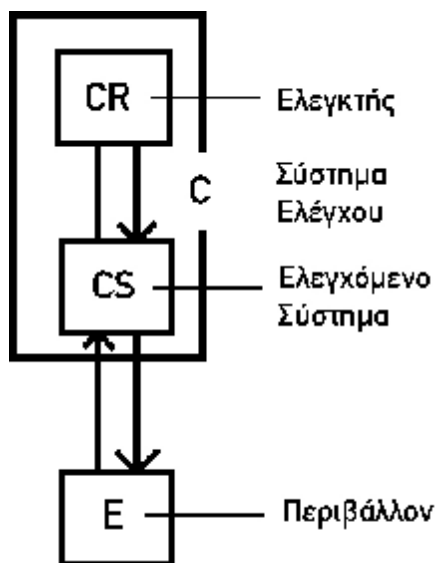 CR
Ελεγκτής
C
Σύστημα
Ελέγχου
CS
Ελεγχόμενο
Σύστημα
E
Περιβάλλον